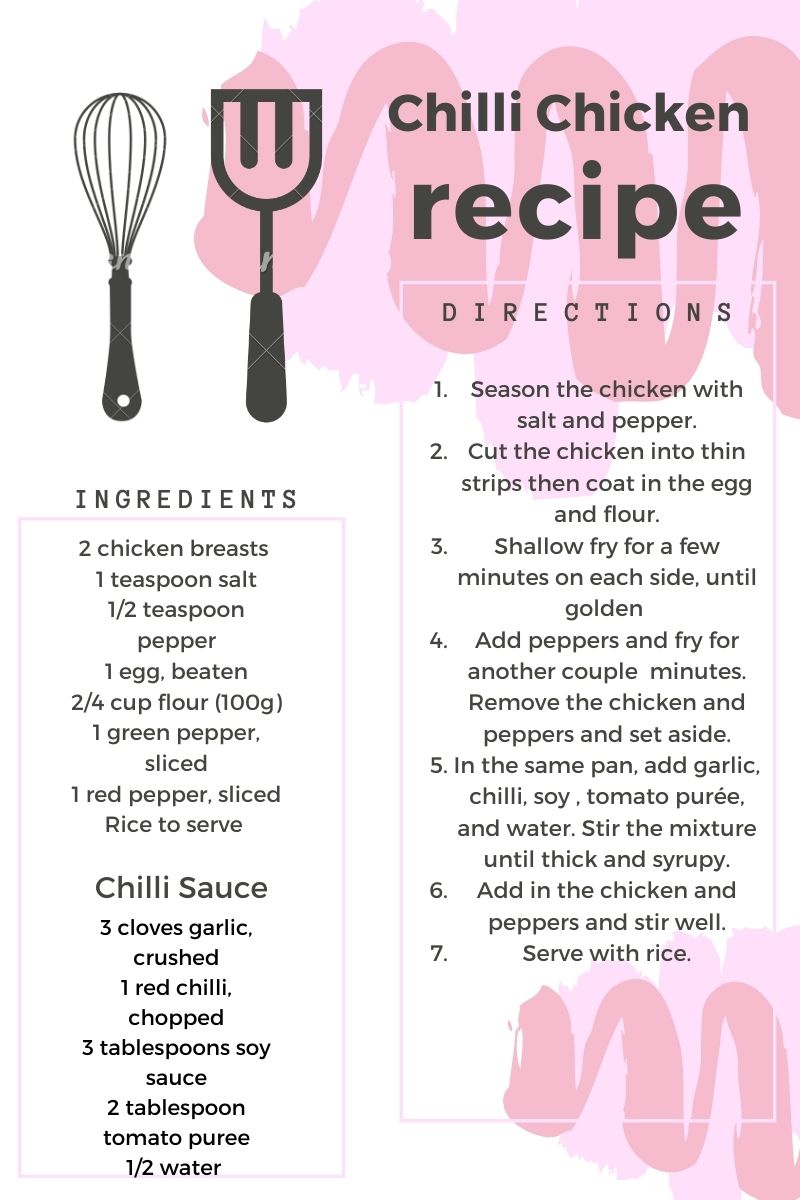 Chilli Chicken
recipe
INGREDIENTS
2 chicken breasts
1 teaspoon salt
1/2 teaspoon
pepper
1 egg, beaten
2/4 cup flour (100g)
1 green pepper,
sliced
1 red pepper, sliced
Rice to serve
Chilli Sauce
3 cloves garlic,
crushed
1 red chilli,
chopped
3 tablespoons soy
sauce
2 tablespoon
tomato puree
1/2 water
DIRECTIONS
1. Season the chicken with
salt and pepper.
2. Cut the chicken into thin
strips then coat in the egg
and flour.
3. Shallow fry for a few
minutes on each side, until
golden
4. Add peppers and fry for
another couple  minutes.
Remove the chicken and
peppers and set aside.
5. In the same pan, add garlic,
chilli, soy , tomato purée,
and water. Stir the mixture
until thick and syrupy.
6. Add in the chicken and
peppers and stir well.
7. Serve with rice.